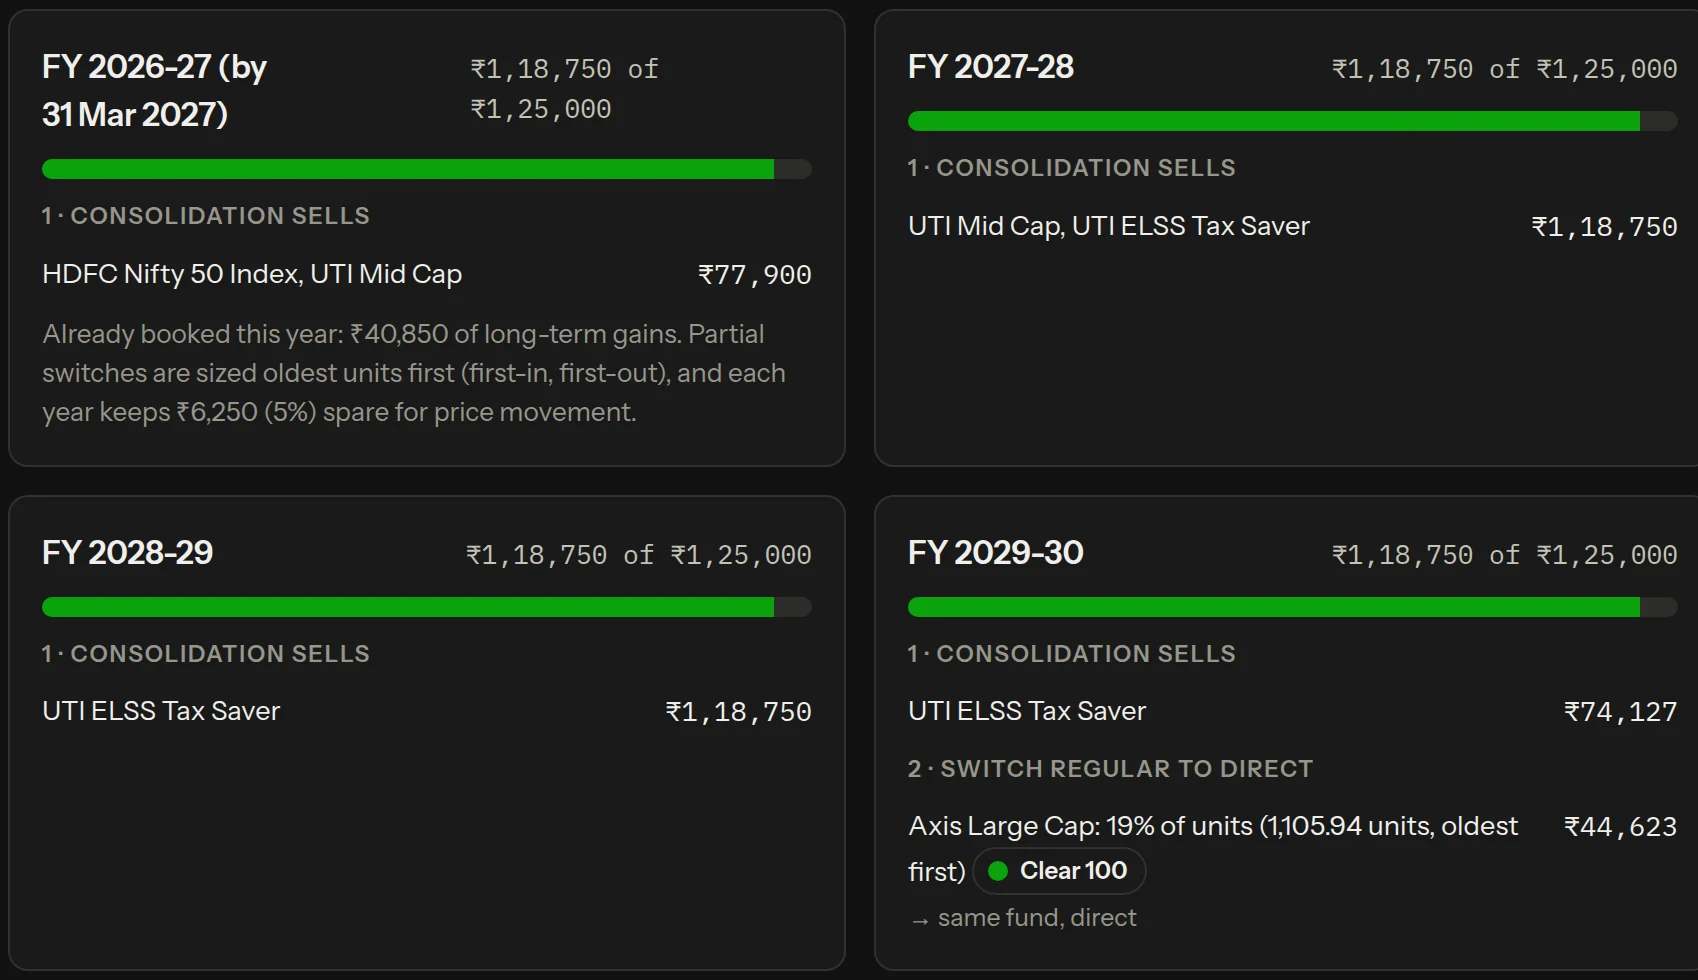 FY 2026-27 (by
31 Mar 2027)
₹1,18,750 of
₹1,25,000
1 · CONSOLIDATION SELLS
HDFC Nifty 50 Index, UTI Mid Cap
₹77,900
Already booked this year: ₹40,850 of long-term gains. Partial
switches are sized oldest units first (first-in, first-out), and each
year keeps ₹6,250 (5%) spare for price movement.
FY 2027-28
₹1,18,750 of ₹1,25,000
1 · CONSOLIDATION SELLS
UTI Mid Cap, UTI ELSS Tax Saver
₹1,18,750
FY 2028-29
₹1,18,750 of ₹1,25,000
1 · CONSOLIDATION SELLS
UTI ELSS Tax Saver
₹1,18,750
FY 2029-30
₹1,18,750 of ₹1,25,000
1 · CONSOLIDATION SELLS
UTI ELSS Tax Saver
₹74,127
2 · SWITCH REGULAR TO DIRECT
Axis Large Cap: 19% of units (1,105.94 units, oldest
first)
Clear 100
₹44,623
→ same fund, direct